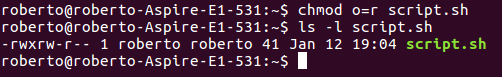 roberto@roberto-Aspire-E1-531:~$ chmod o=r script.sh
roberto@roberto-Aspire-E1-531:~$ ls -l script.sh
-rwxrw-r-- 1 roberto roberto 41 Jan 12 19:04 script.sh
roberto@roberto-Aspire-E1-531:~$